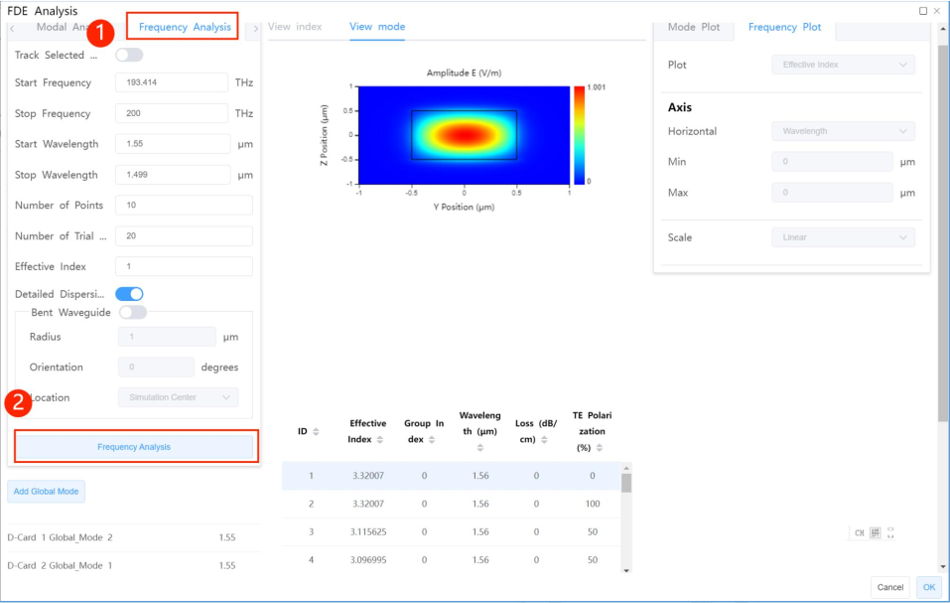 FDE Analysis
Modal Ana
1
Frequency Analysis
Track Selected ...
Start Frequency 193.414 THz
Stop Frequency 200 THz
Start Wavelength 1.55 μm
Stop Wavelength 1.499 μm
Number of Points 10
Number of Trial ... 20
Effective Index 1
Detailed Dispersi...
Bent Waveguide
Radius 1 μm
Orientation 0 degrees
2
Location Simulation Center
Frequency Analysis
Add Global Mode
D-Card 1 Global_Mode 2 1.55
D-Card 2 Global_Mode 1 1.55
View index View mode
Amplitude E (V/m)
Z Position (μm)
1
0.5
0
-0.5
-1
-1 -0.5 0 0.5 1
Y Position (μm)
1.001
0
ID Effective Index Group In dex Waveleng th (μm) Loss (dB/ cm) TE Polari zation (%)
1 3.32007 0 1.56 0 0
2 3.32007 0 1.56 0 100
3 3.115625 0 1.56 0 50
4 3.096995 0 1.56 0 50
Mode Plot Frequency Plot
Plot Effective Index
Axis
Horizontal Wavelength
Min 0 μm
Max 0 μm
Scale Linear
Cancel OK